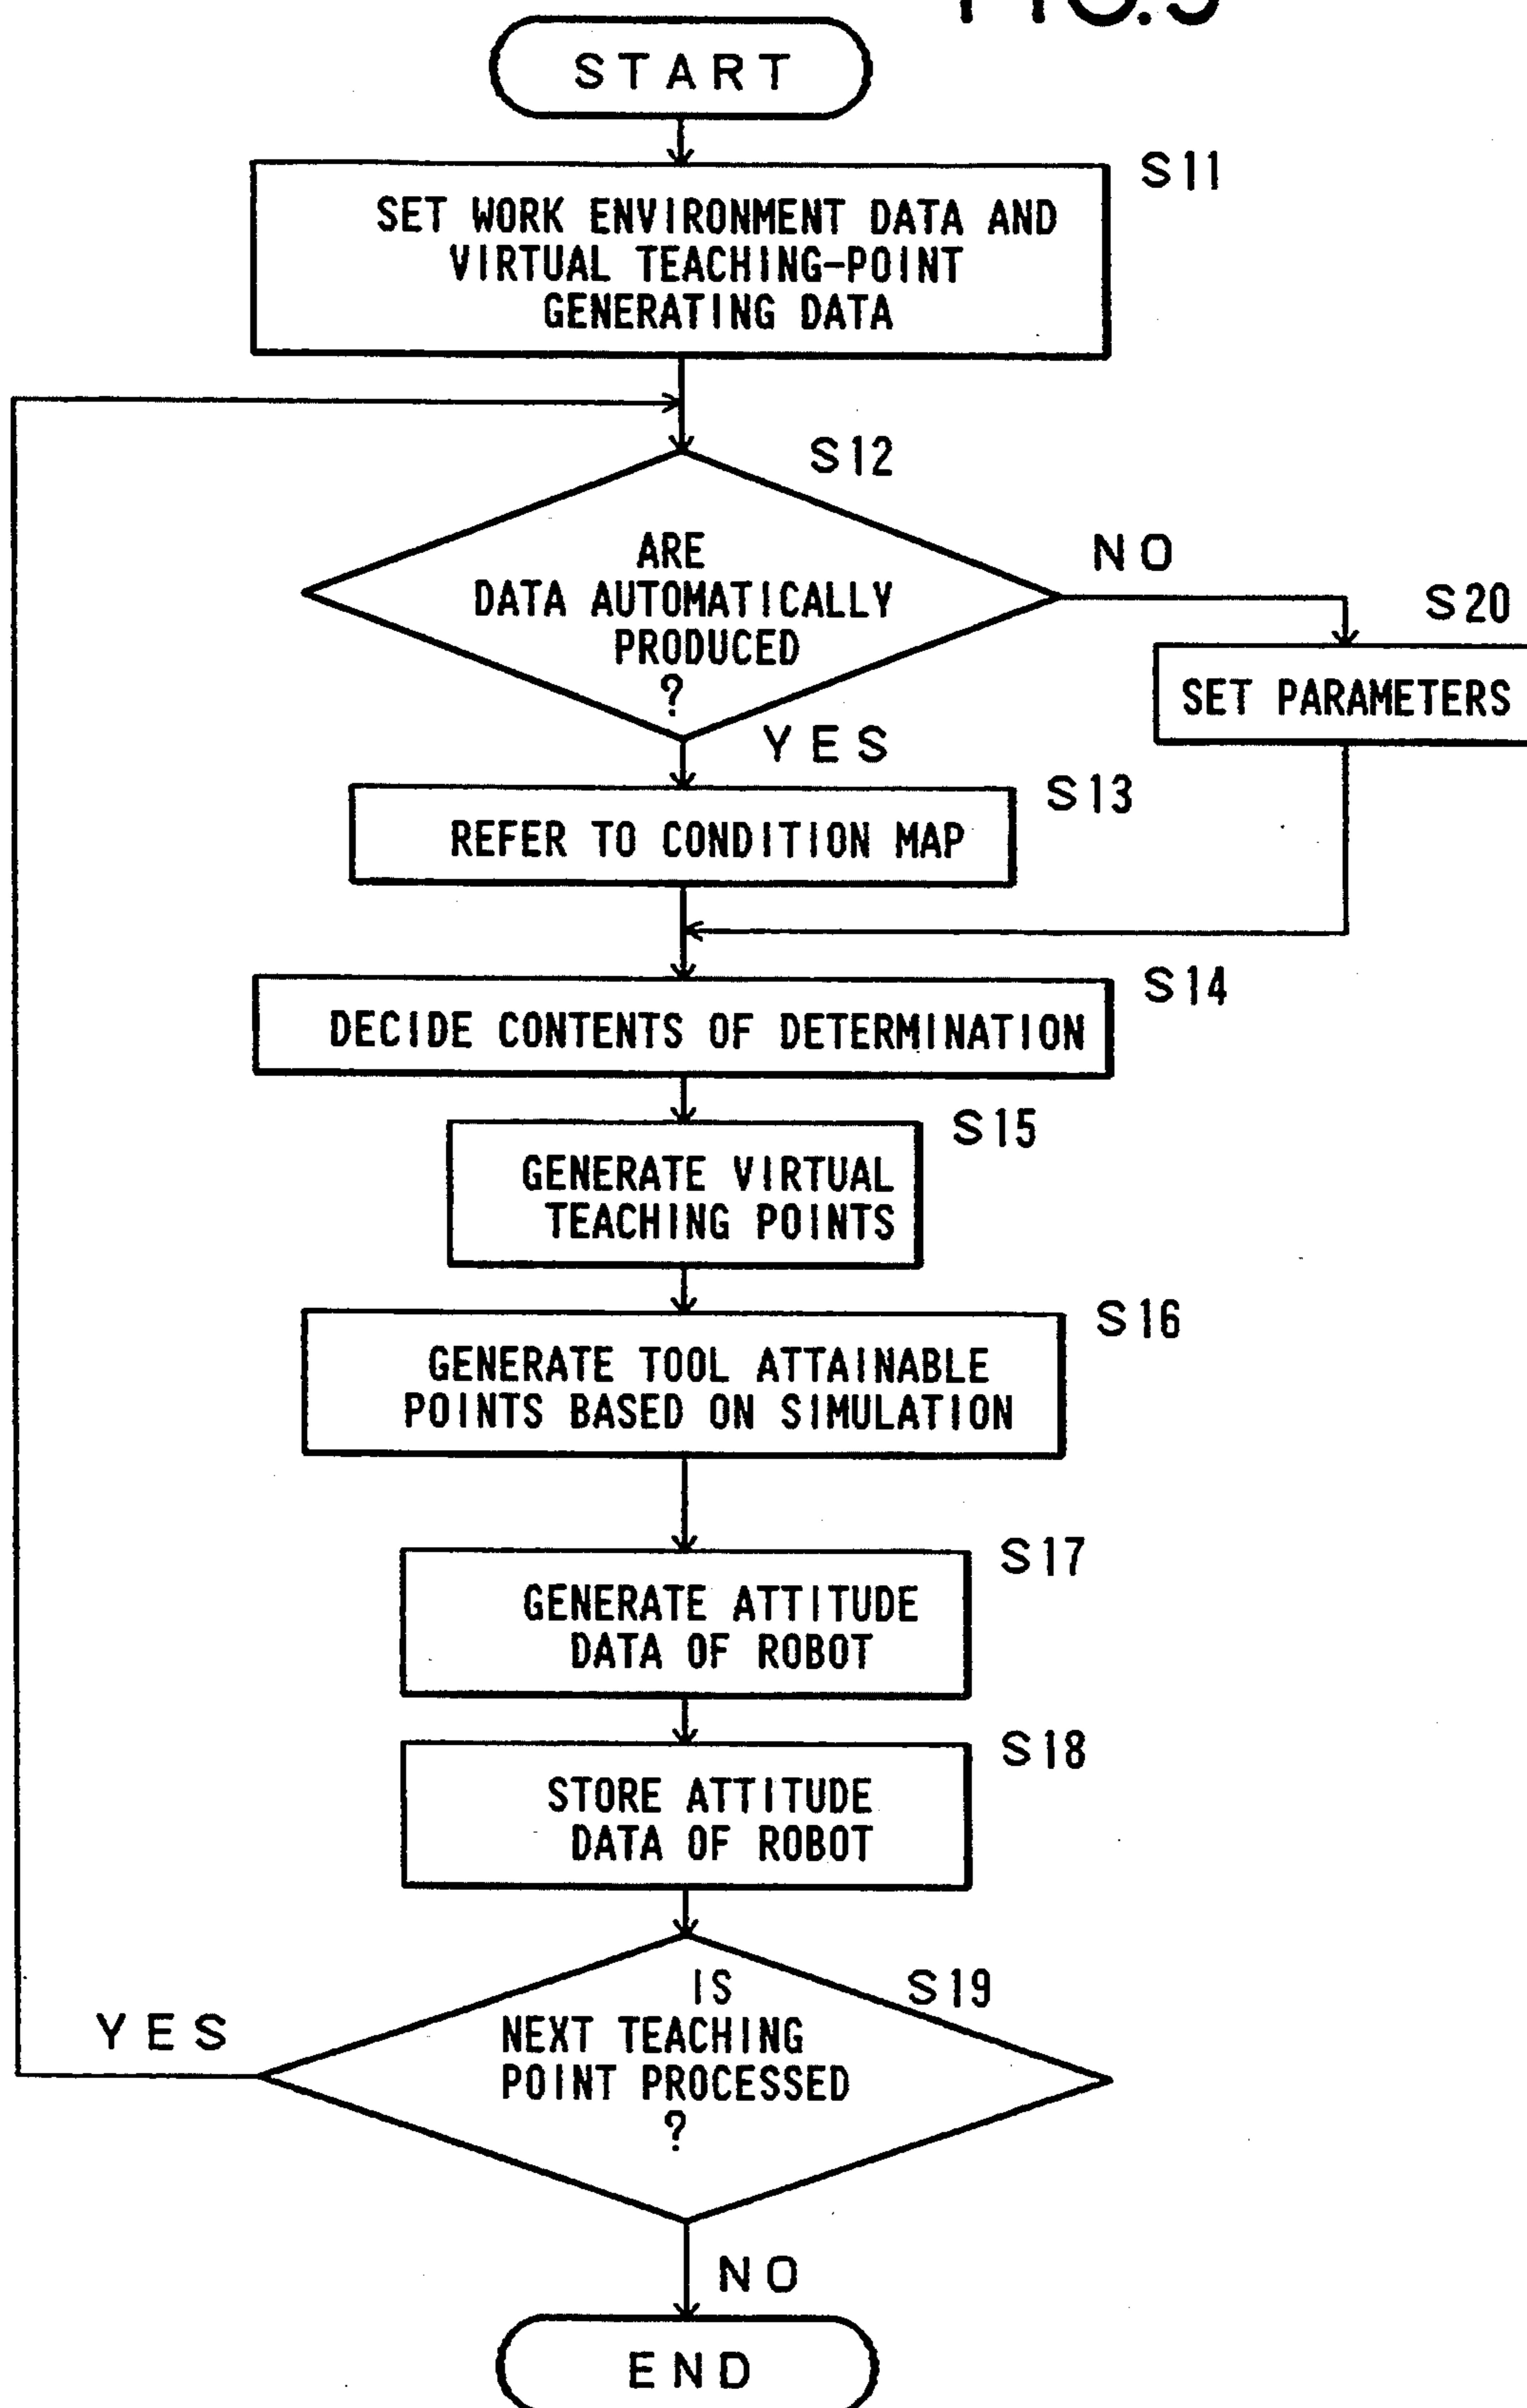 START
S11
SET WORK ENVIRONMENT DATA AND
VIRTUAL TEACHING-POINT
GENERATING DATA
S12
ARE
DATA AUTOMATICALLY
PRODUCED
?
NO
S20
SET PARAMETERS
YES
S13
REFER TO CONDITION MAP
S14
DECIDE CONTENTS OF DETERMINATION
S15
GENERATE VIRTUAL
TEACHING POINTS
S16
GENERATE TOOL ATTAINABLE
POINTS BASED ON SIMULATION
S17
GENERATE ATTITUDE
DATA OF ROBOT
S18
STORE ATTITUDE
DATA OF ROBOT
S19
IS
NEXT TEACHING
POINT PROCESSED
?
YES
NO
END